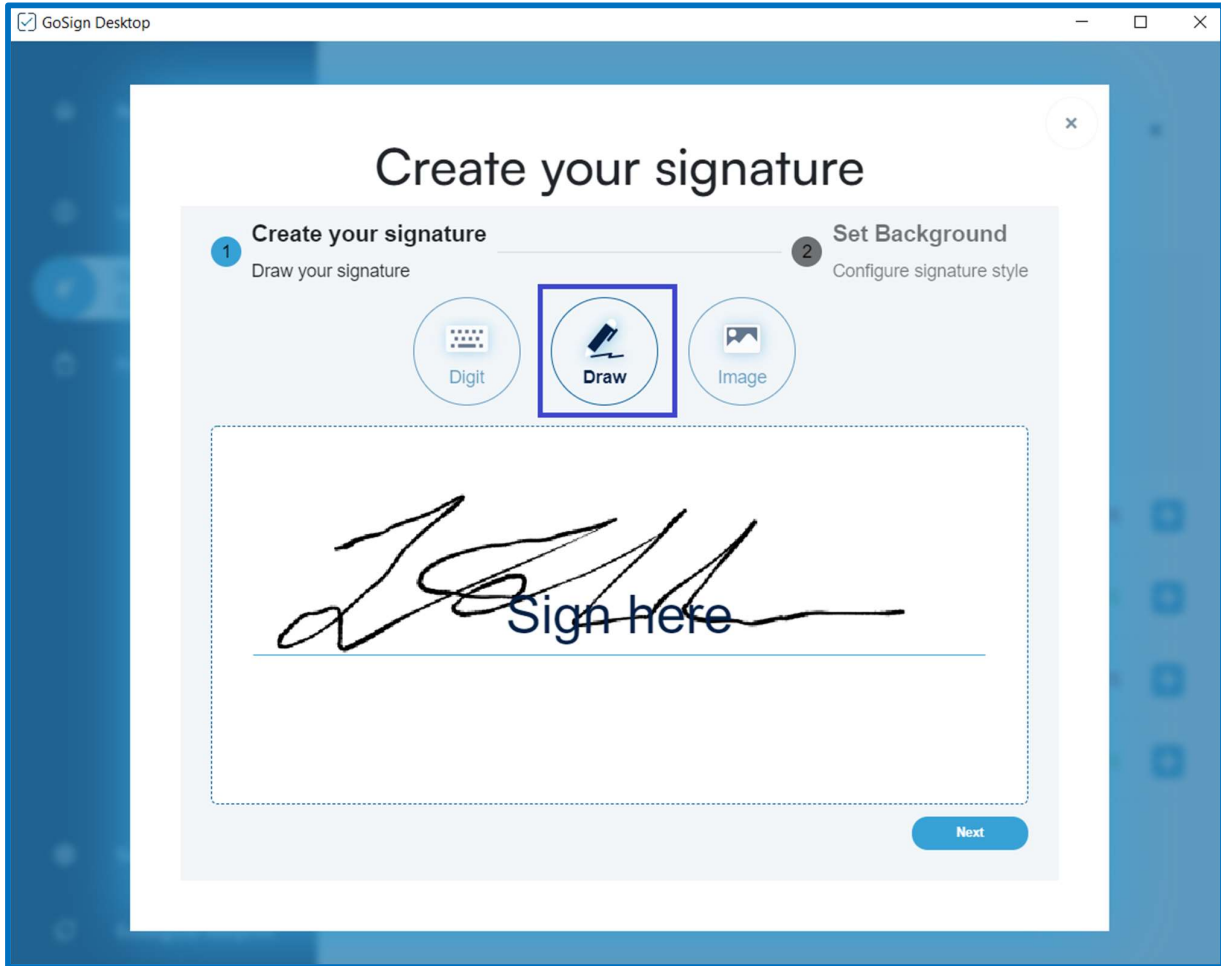 GoSign Desktop
Create your signature
1 Create your signature
Draw your signature
2 Set Background
Configure signature style
Digit
Draw
Image
Sign here
Next